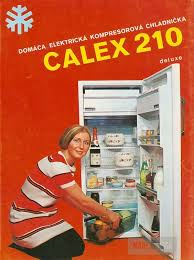 DOMÁCA ELEKTRICKÁ KOMPRESOROVÁ CHLADNIČKA
CALEX 210
deluxe